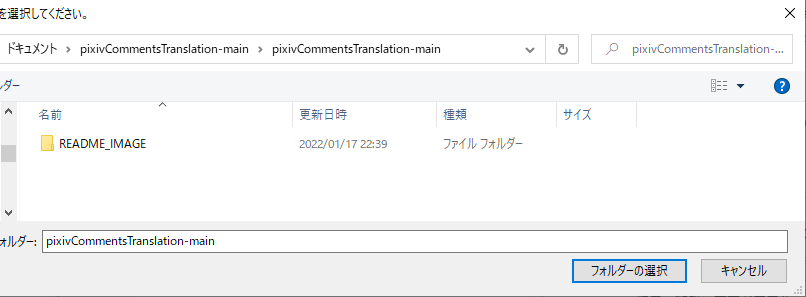 を選択してください。
ドキュメント > pixivCommentsTranslation-main > pixivCommentsTranslation-main
pixivCommentsTranslation-...
ルダー
名前 更新日時 種類 サイズ
README_IMAGE 2022/01/17 22:39 ファイル フォルダー
ォルダー: pixivCommentsTranslation-main
フォルダーの選択 キャンセル